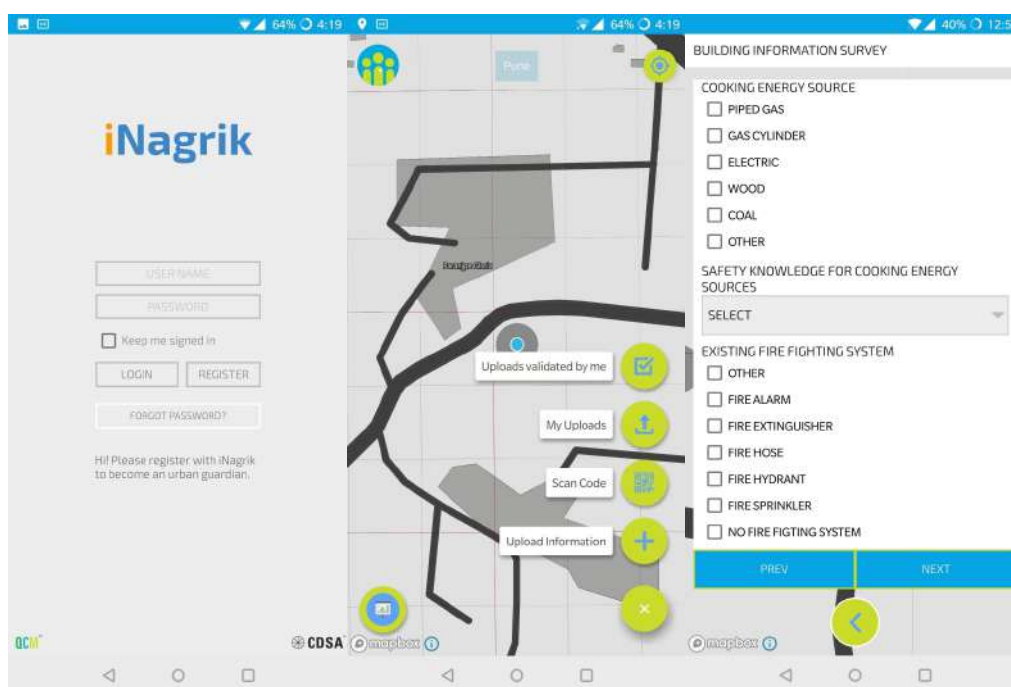 64% 4:19
iNagrik
USER NAME
PASSWORD
Keep me signed in
LOGIN
REGISTER
FORGOT PASSWORD?
Hi! Please register with iNagrik
to become an urban guardian.
QCM
CDSA
64% 4:19
Pune
Uploads validated by me
My Uploads
Scan Code
Upload Information
mapbox
40% 12:5
BUILDING INFORMATION SURVEY
COOKING ENERGY SOURCE
PIPED GAS
GAS CYLINDER
ELECTRIC
WOOD
COAL
OTHER
SAFETY KNOWLEDGE FOR COOKING ENERGY
SOURCES
SELECT
EXISTING FIRE FIGHTING SYSTEM
OTHER
FIRE ALARM
FIRE EXTINGUISHER
FIRE HOSE
FIRE HYDRANT
FIRE SPRINKLER
NO FIRE FIGTING SYSTEM
PREV
NEXT
mapbox